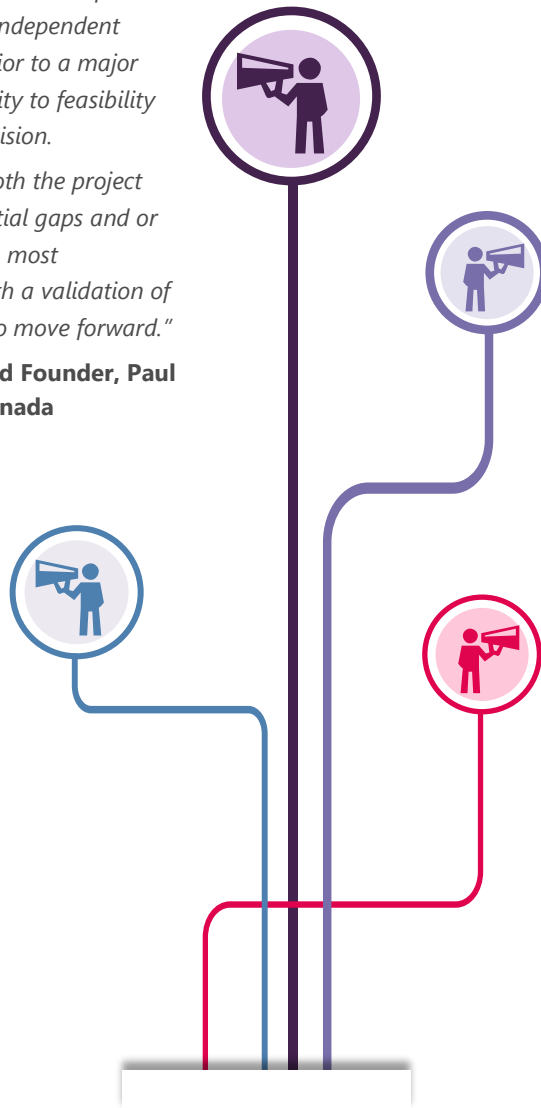 independent
ior to a major
ity to feasibility
ision.
oth the project
tial gaps and or
most
h a validation of
o move forward.”
d Founder, Paul
nada